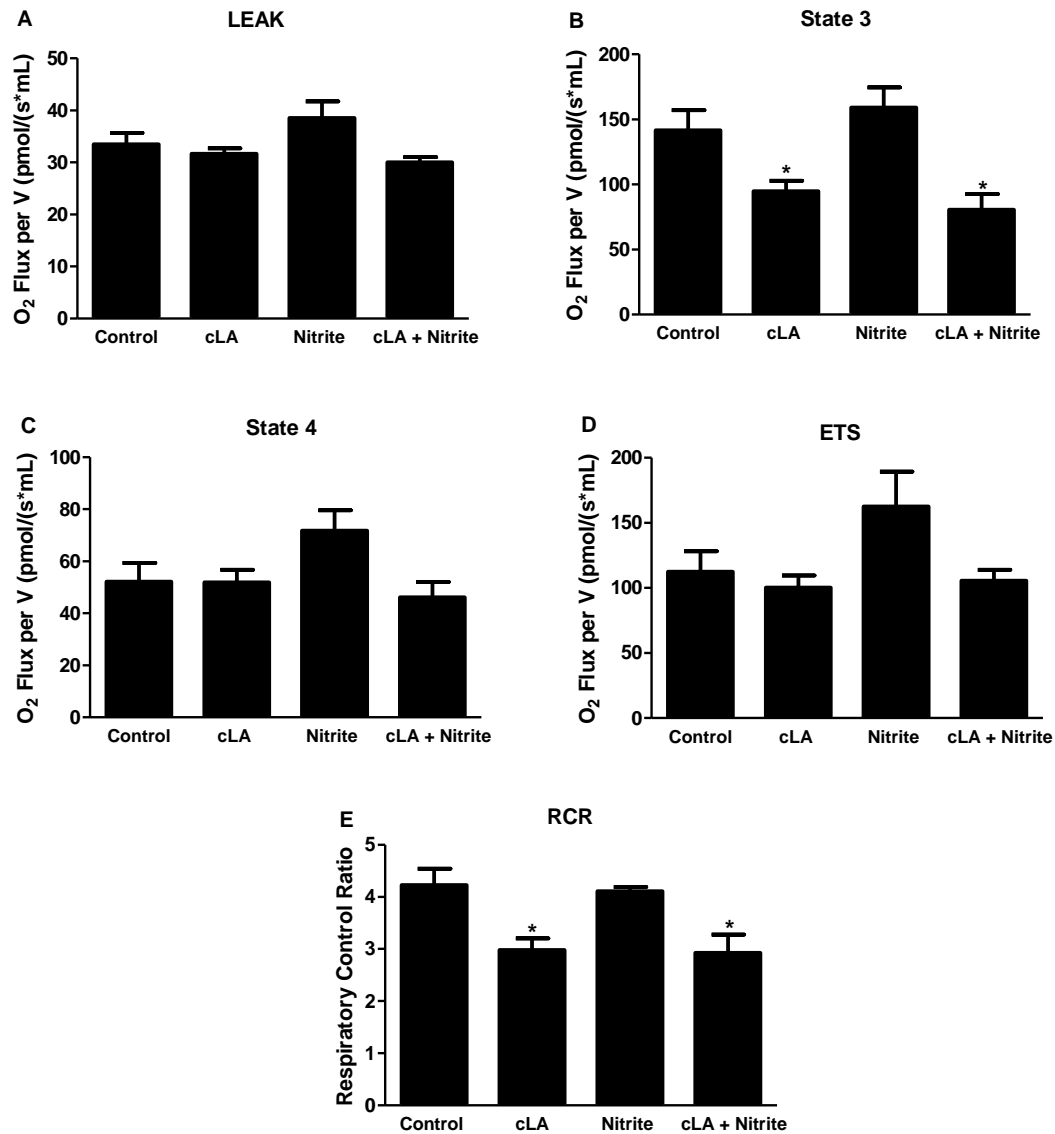 A
LEAK
O2 Flux per V (pmol/(s*mL)
50
40
30
20
10
0
Control cLA Nitrite cLA + Nitrite
B
State 3
O2 Flux per V (pmol/(s*mL)
200
150
100
50
0
* *
Control cLA Nitrite cLA + Nitrite
C
State 4
O2 Flux per V (pmol/(s*mL)
100
80
60
40
20
0
Control cLA Nitrite cLA + Nitrite
D
ETS
O2 Flux per V (pmol/(s*mL)
200
150
100
50
0
Control cLA Nitrite cLA + Nitrite
E
RCR
Respiratory Control Ratio
5
4
3
2
1
0
* *
Control cLA Nitrite cLA + Nitrite